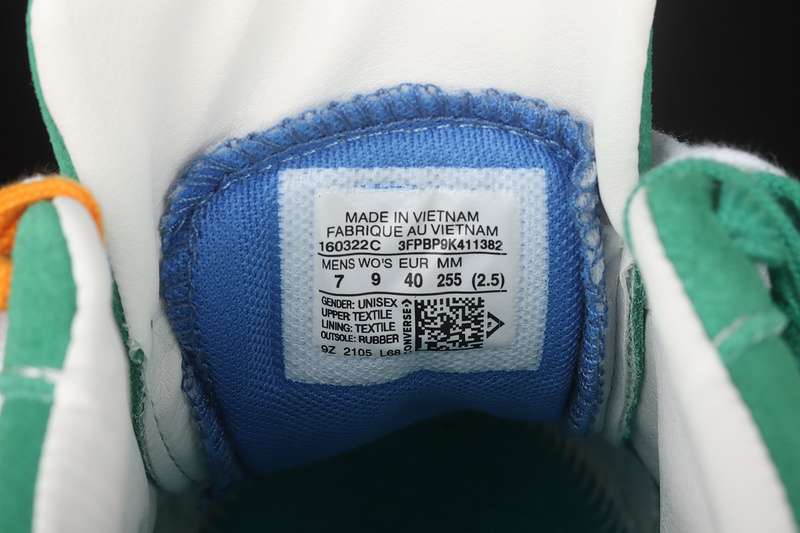 MADE IN VIETNAM
FABRIQUE AU VIETNAM
160322C 3FPBP9K411382
MENS WO'S EUR MM
7 9 40 255 (2.5)
GENDER: UNISEX
UPPER: TEXTILE
LINING: TEXTILE
OUTSOLE: RUBBER
9Z 2105 L68
CONVERSE